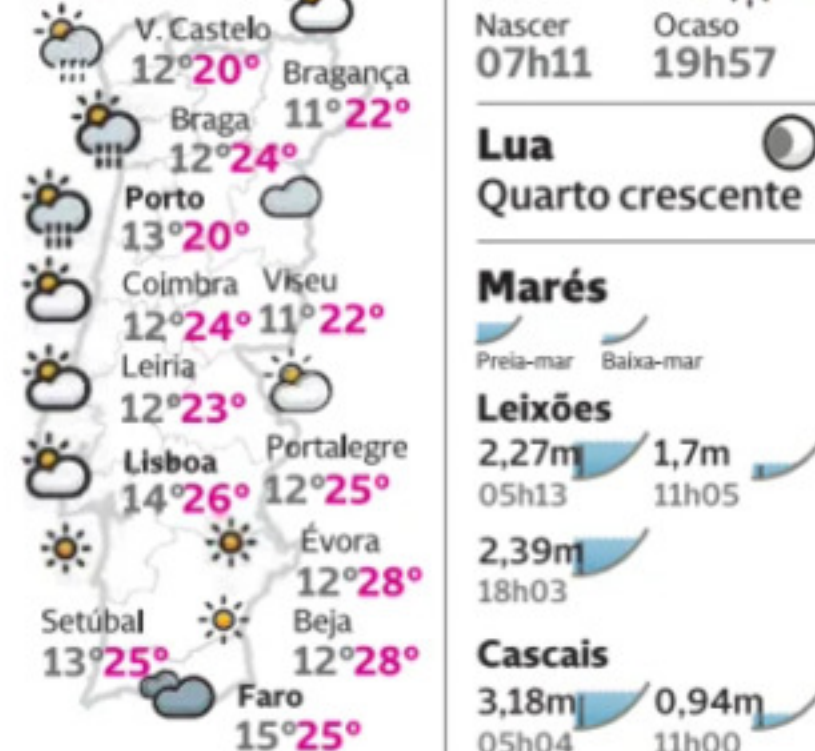 V. Castelo
12° 20°
Bragança
11° 22°
Braga
12° 24°
Porto
13° 20°
Coimbra
12° 24°
Viseu
11° 22°
Leiria
12° 23°
Lisboa
14° 26°
Portalegre
12° 25°
Évora
12° 28°
Setúbal
13° 25°
Beja
12° 28°
Faro
15° 25°
Nascer Ocaso
07h11 19h57
Lua
Quarto crescente
Marés
Preia-mar Baixa-mar
Leixões
2,27m 1,7m
05h13 11h05
2,39m
18h03
Cascais
3,18m 0,94m
05h04 11h00